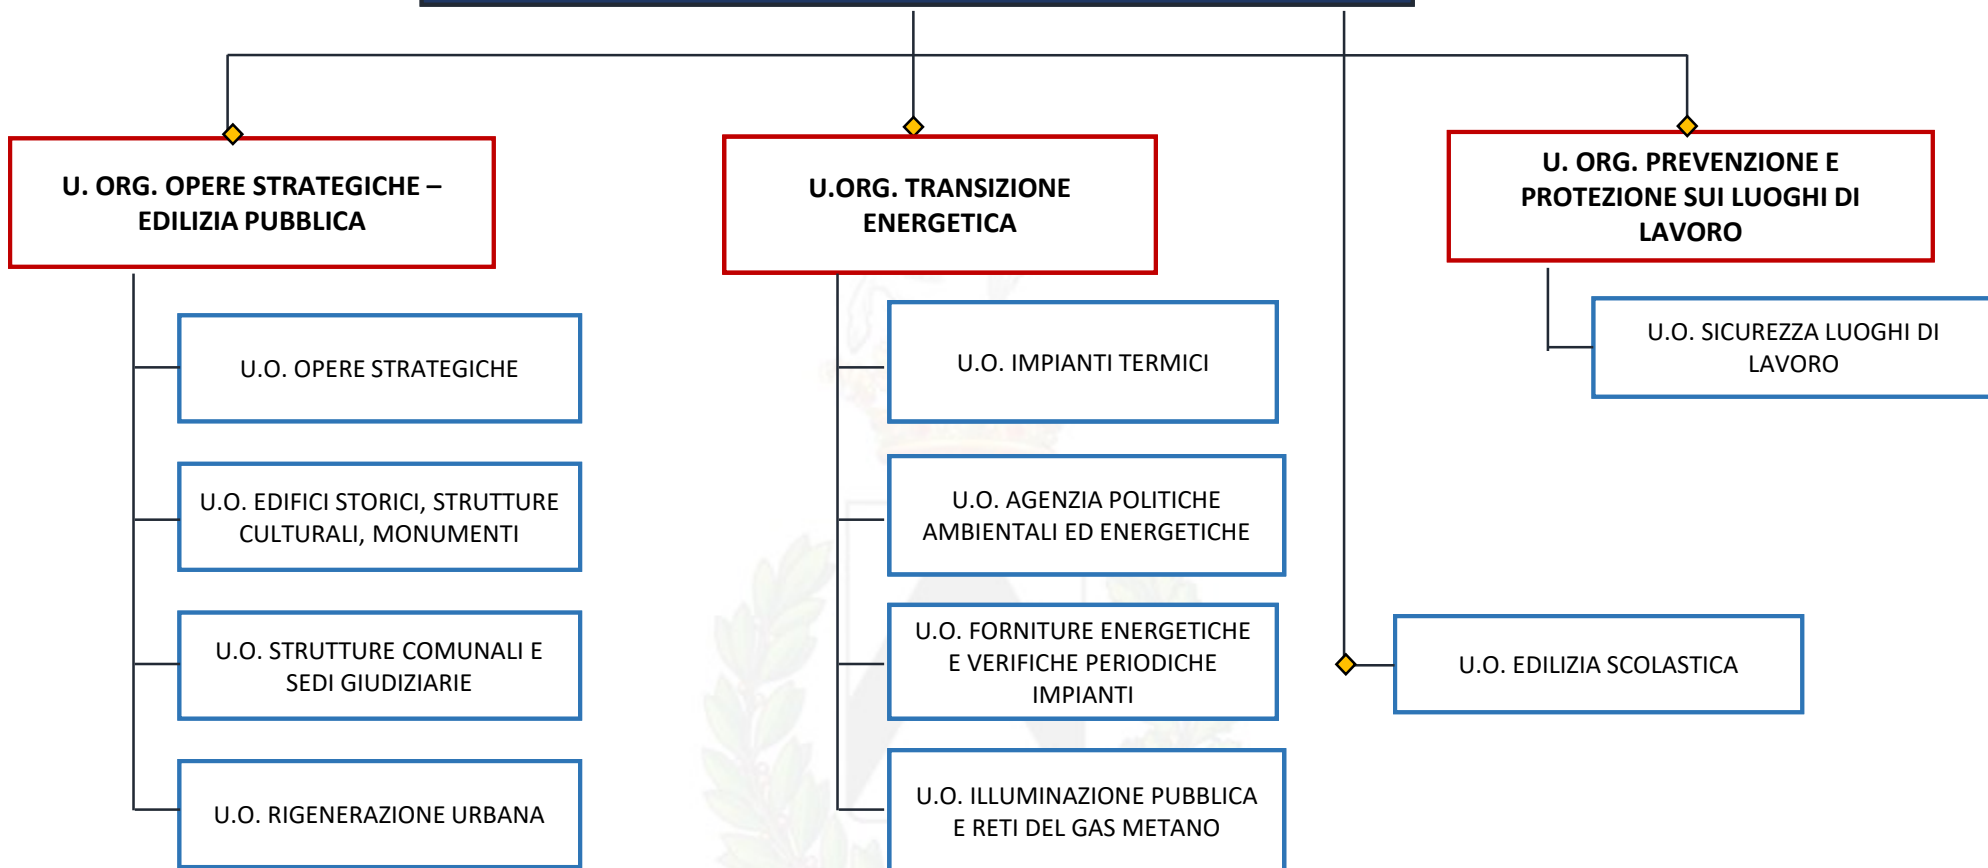 U. ORG. OPERE STRATEGICHE –
EDILIZIA PUBBLICA
U.O. OPERE STRATEGICHE
U.O. EDIFICI STORICI, STRUTTURE
CULTURALI, MONUMENTI
U.O. STRUTTURE COMUNALI E
SEDI GIUDIZIARIE
U.O. RIGENERAZIONE URBANA
U.ORG. TRANSIZIONE
ENERGETICA
U.O. IMPIANTI TERMICI
U.O. AGENZIA POLITICHE
AMBIENTALI ED ENERGETICHE
U.O. FORNITURE ENERGETICHE
E VERIFICHE PERIODICHE
IMPIANTI
U.O. ILLUMINAZIONE PUBBLICA
E RETI DEL GAS METANO
U. ORG. PREVENZIONE E
PROTEZIONE SUI LUOGHI DI
LAVORO
U.O. SICUREZZA LUOGHI DI
LAVORO
U.O. EDILIZIA SCOLASTICA